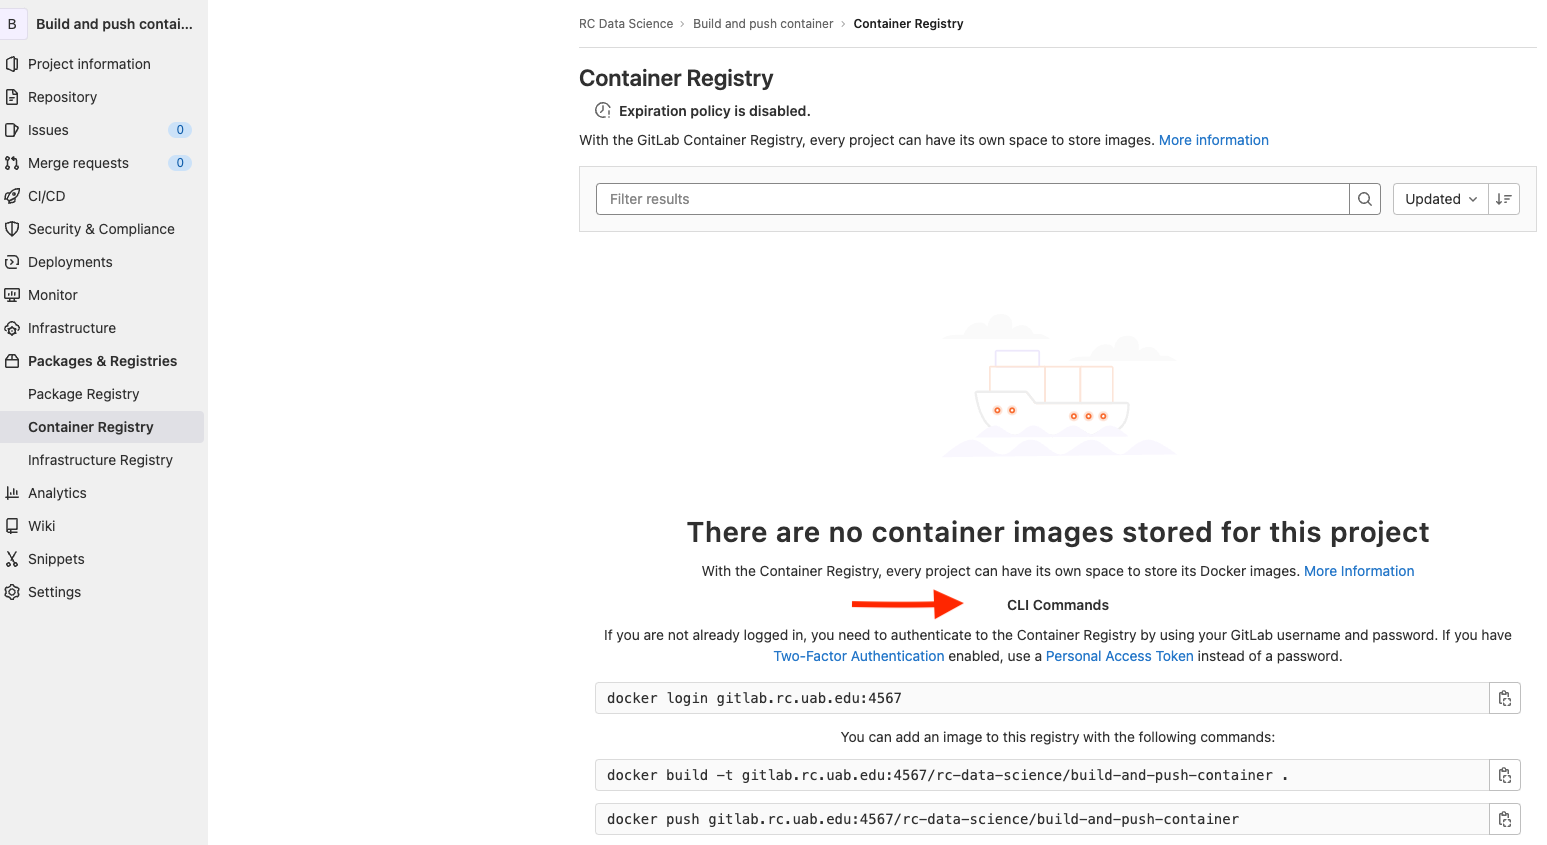 B Build and push contai...
Project information
Repository
Issues 0
Merge requests 0
CI/CD
Security & Compliance
Deployments
Monitor
Infrastructure
Packages & Registries
Package Registry
Container Registry
Infrastructure Registry
Analytics
Wiki
Snippets
Settings
RC Data Science › Build and push container › Container Registry
Container Registry
Expiration policy is disabled.
With the GitLab Container Registry, every project can have its own space to store images. More information
Filter results Updated
There are no container images stored for this project
With the Container Registry, every project can have its own space to store its Docker images. More Information
CLI Commands
If you are not already logged in, you need to authenticate to the Container Registry by using your GitLab username and password. If you have
Two-Factor Authentication enabled, use a Personal Access Token instead of a password.
docker login gitlab.rc.uab.edu:4567
You can add an image to this registry with the following commands:
docker build -t gitlab.rc.uab.edu:4567/rc-data-science/build-and-push-container .
docker push gitlab.rc.uab.edu:4567/rc-data-science/build-and-push-container